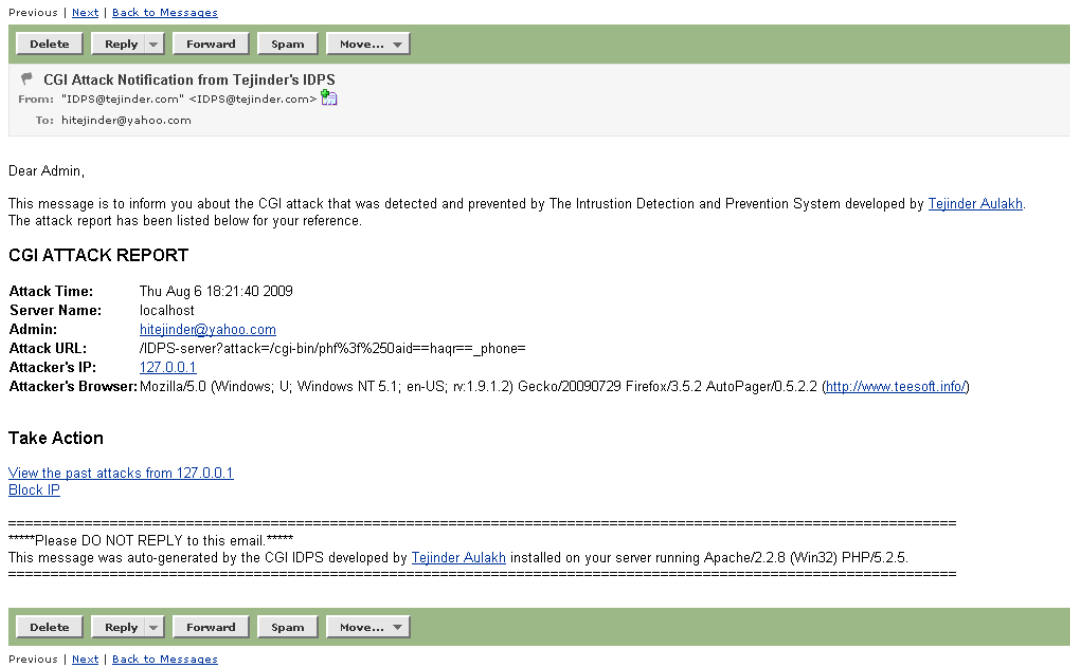 Previous | Next | Back to Messages
Delete Reply Forward Spam Move...
CGI Attack Notification from Tejinder's IDPS
From: "IDPS@tejinder.com" <IDPS@tejinder.com>
To: hitejinder@yahoo.com
Dear Admin,
This message is to inform you about the CGI attack that was detected and prevented by The Intrustion Detection and Prevention System developed by Tejinder Aulakh.
The attack report has been listed below for your reference.
CGI ATTACK REPORT
Attack Time: Thu Aug 6 18:21:40 2009
Server Name: localhost
Admin: hitejinder@yahoo.com
Attack URL: /IDPS-server?attack=/cgi-bin/phf%3f%250aid==haqr==_phone=
Attacker's IP: 127.0.0.1
Attacker's Browser: Mozilla/5.0 (Windows; U; Windows NT 5.1; en-US; rv:1.9.1.2) Gecko/20090729 Firefox/3.5.2 AutoPager/0.5.2.2 (http://www.teesoft.info/)
Take Action
View the past attacks from 127.0.0.1
Block IP
==================================================================================================================
*****Please DO NOT REPLY to this email.*****
This message was auto-generated by the CGI IDPS developed by Tejinder Aulakh installed on your server running Apache/2.2.8 (Win32) PHP/5.2.5.
==================================================================================================================
Delete Reply Forward Spam Move...
Previous | Next | Back to Messages